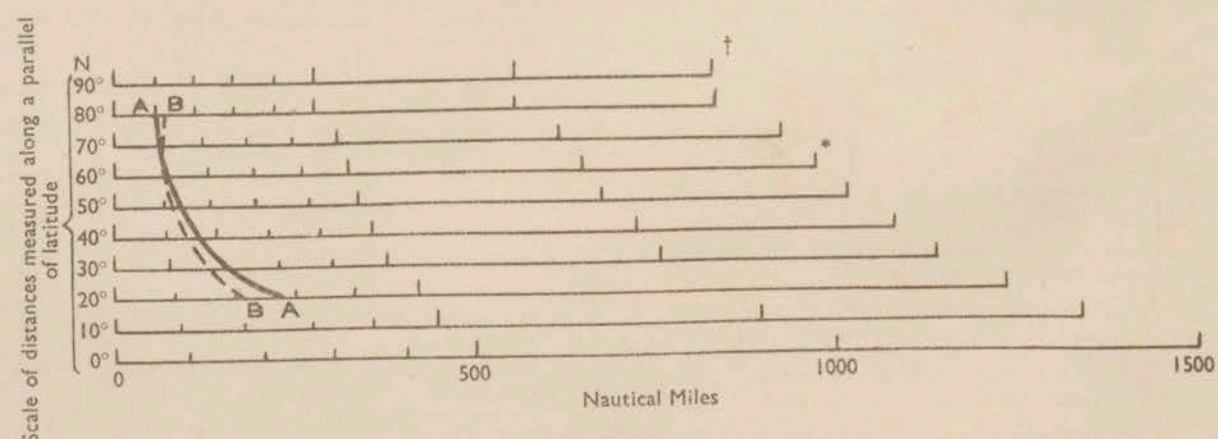 Scale of distances measured along a parallel
of latitude
†
N
90°
A B
80°
70°
*
60°
50°
40°
30°
20°
B A
10°
0°
0 500 1000 1500
Nautical Miles